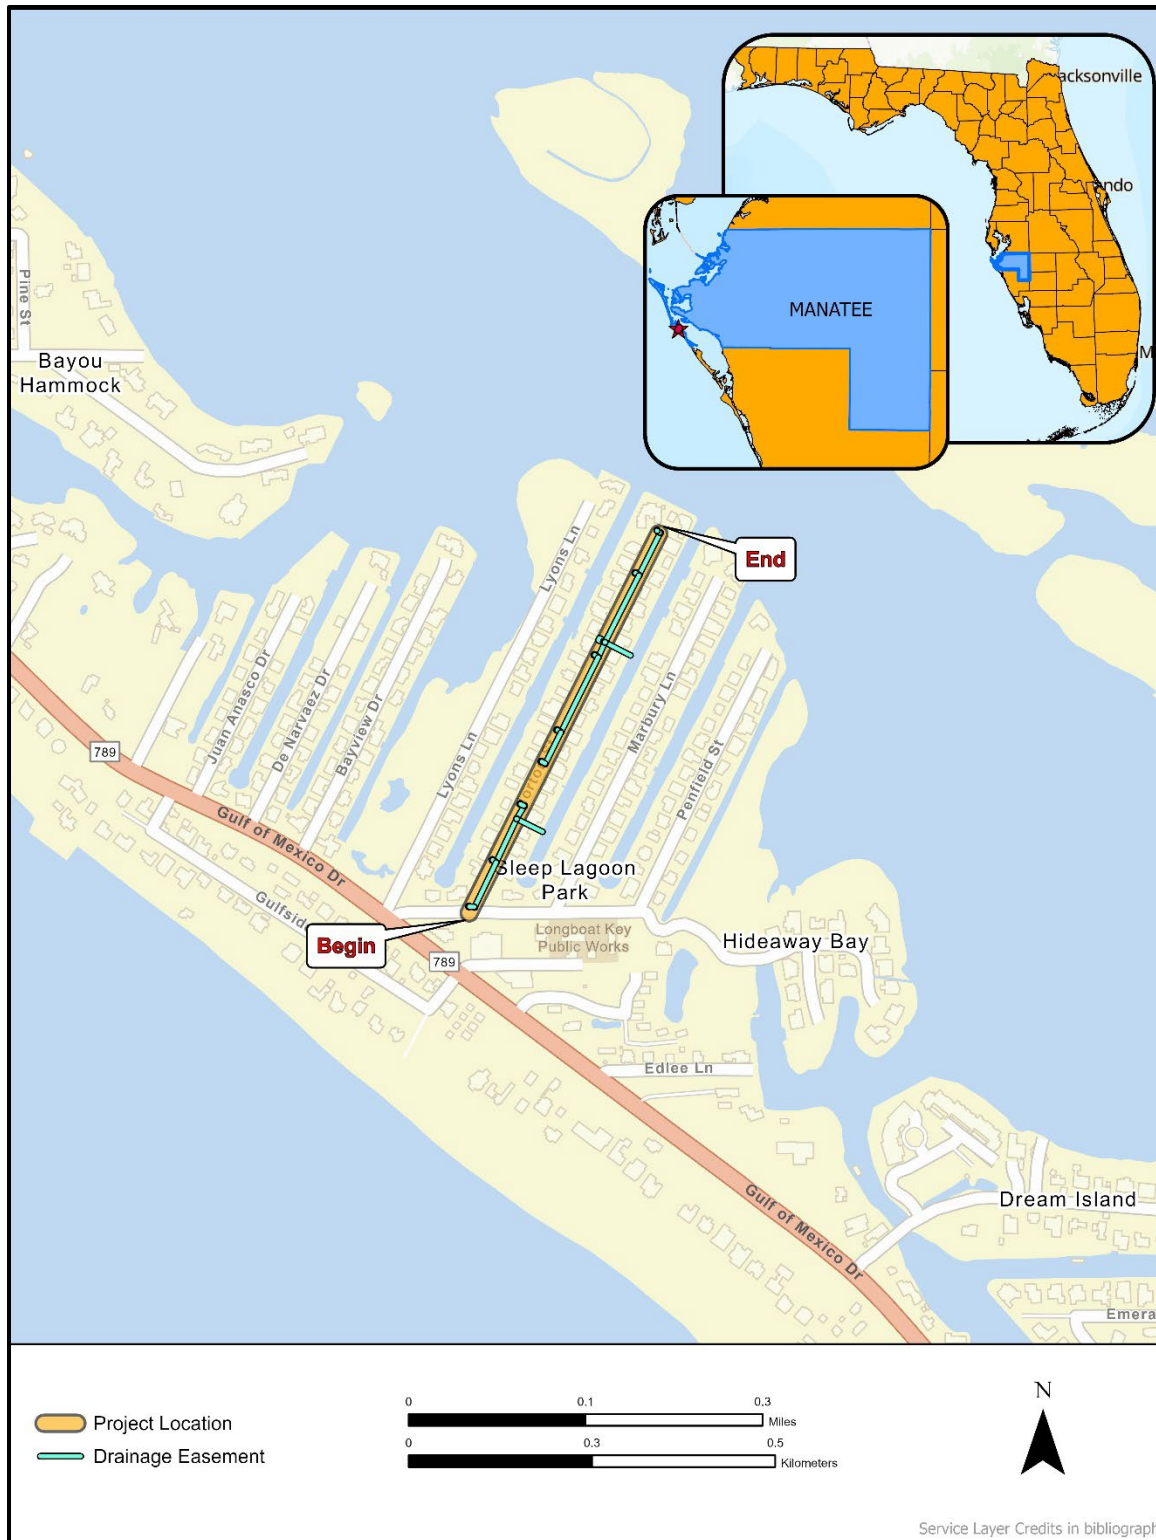 acksonville
ndo
M
MANATEE
Pine St
Bayou
Hammock
Lyons Ln
End
Juan Anasco Dr
De Narvaez Dr
Bayview Dr
Lyons Ln
Marbury Ln
Penfield St
orto
789
Gulf of Mexico Dr
Gulfsid
Sleep Lagoon
Park
Begin
Longboat Key
Public Works
Hideaway Bay
789
Edlee Ln
Gulf of Mexico Dr
Dream Island
Emera
Project Location
Drainage Easement
0 0.1 0.3
Miles
0 0.3 0.5
Kilometers
N
Service Layer Credits in bibliograph